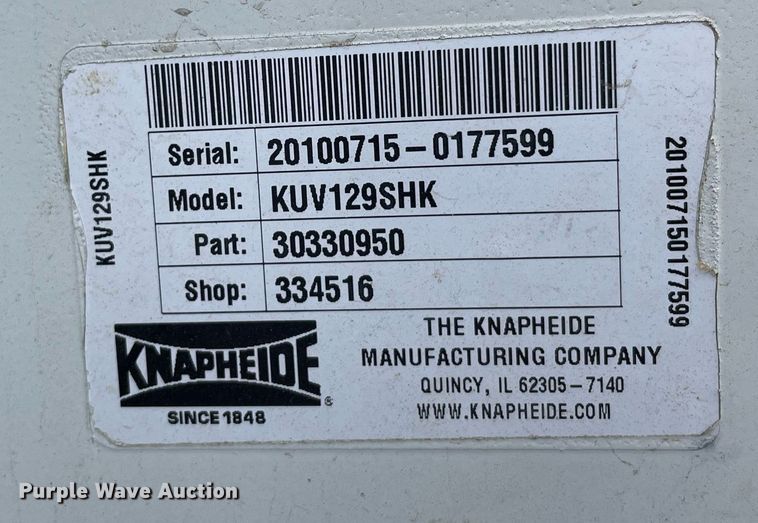 Serial: 20100715-0177599
Model: KUV129SHK
Part: 30330950
Shop: 334516
KUV129SHK
201007150177599
KNAPHEIDE®
SINCE 1848
THE KNAPHEIDE
MANUFACTURING COMPANY
QUINCY, IL 62305-7140
WWW.KNAPHEIDE.COM
Purple Wave Auction